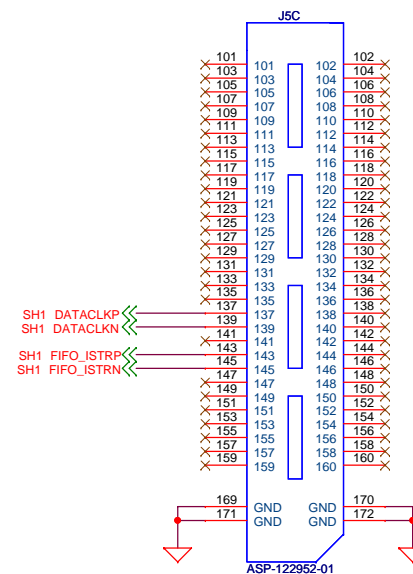 J5C
101 101 102 102
103 103 104 104
105 105 106 106
107 107 108 108
109 109 110 110
111 111 112 112
113 113 114 114
115 115 116 116
117 117 118 118
119 119 120 120
121 121 122 122
123 123 124 124
125 125 126 126
127 127 128 128
129 129 130 130
131 131 132 132
133 133 134 134
135 135 136 136
SH1 DATACLKP 137 137 138 138
SH1 DATACLKN 139 139 140 140
141 141 142 142
SH1 FIFO_ISTRP 143 143 144 144
SH1 FIFO_ISTRN 145 145 146 146
147 147 148 148
149 149 150 150
151 151 152 152
153 153 154 154
155 155 156 156
157 157 158 158
159 159 160 160
169 GND GND 170
171 GND GND 172
ASP-122952-01